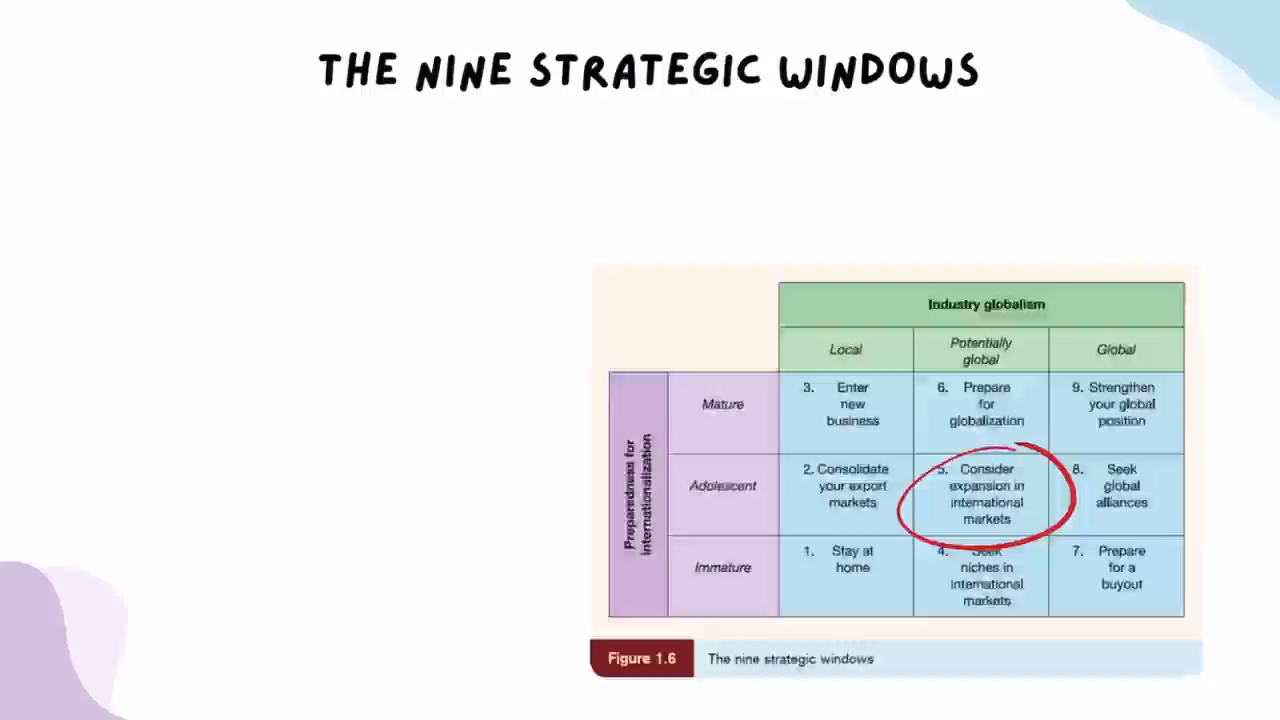 THE NINE STRATEGIC WINDOWS
Industry globalism
Local
Potentially
global
Global
Preparedness for
internationalization
Mature
3. Enter
new
business
6. Prepare
for
globalization
9. Strengthen
your global
position
Adolescent
2. Consolidate
your export
markets
5. Consider
expansion in
international
markets
8. Seek
global
alliances
Immature
1. Stay at
home
4. Seek
niches in
international
markets
7. Prepare
for a
buyout
Figure 1.6
The nine strategic windows